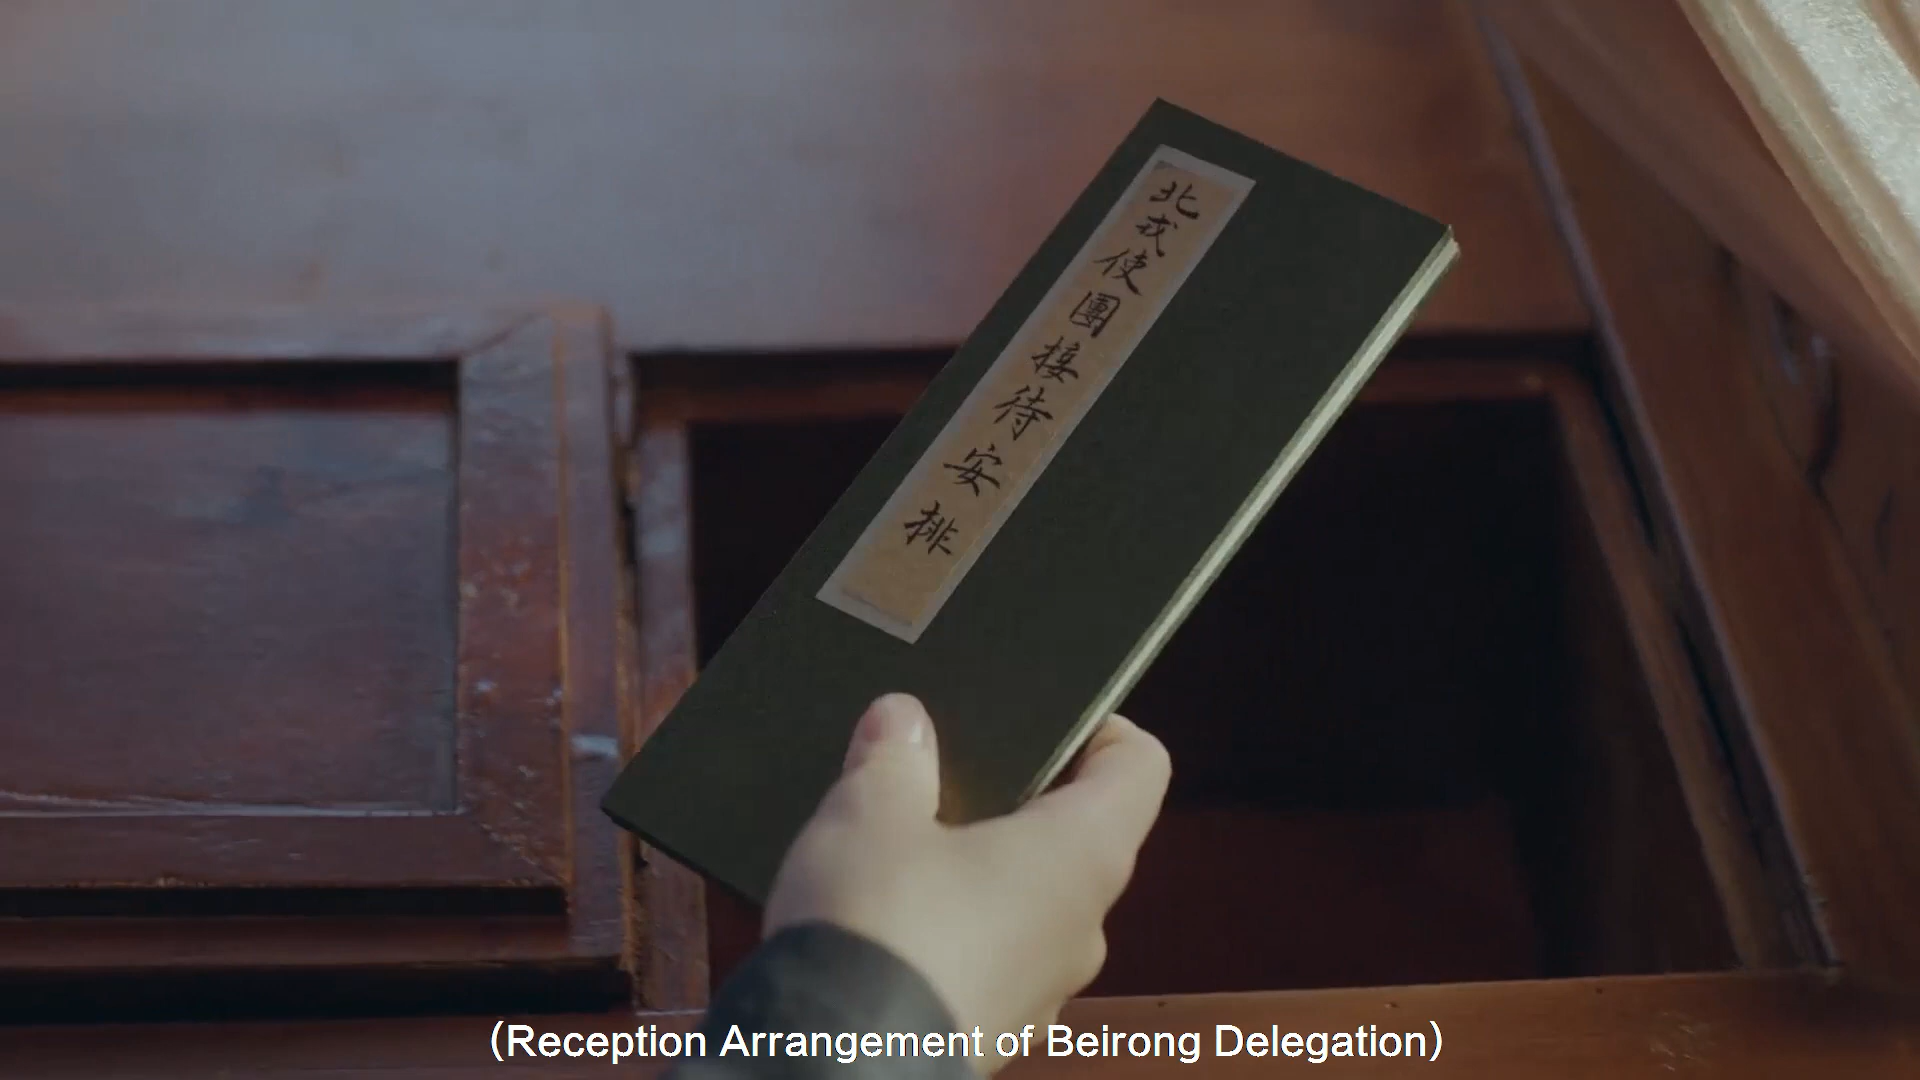 北戎使團接待安排
(Reception Arrangement of Beirong Delegation)